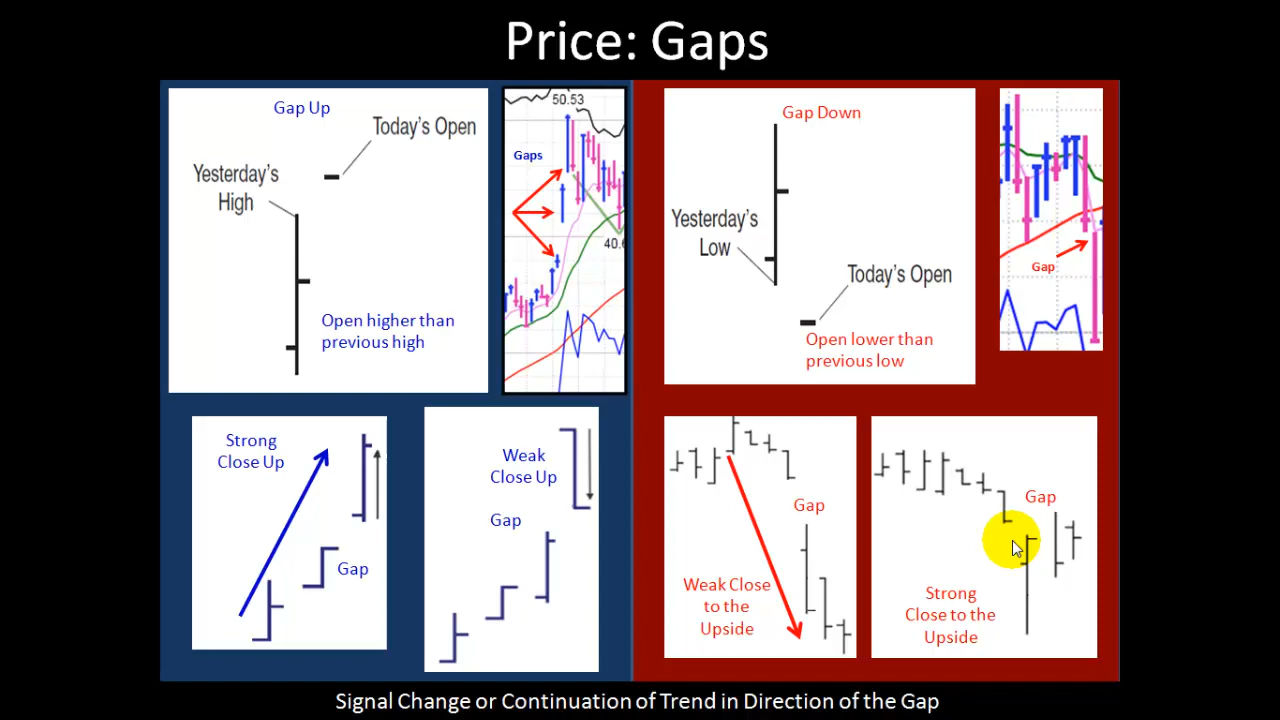 Price: Gaps
Gap Up
Today's Open
Yesterday's
High
Open higher than
previous high
50.53
Gaps
Gap Down
Yesterday's
Low
Today's Open
Open lower than
previous low
Gap
Strong
Close Up
Gap
Weak
Close Up
Gap
Gap
Weak Close
to the
Upside
Gap
Strong
Close to the
Upside
Signal Change or Continuation of Trend in Direction of the Gap